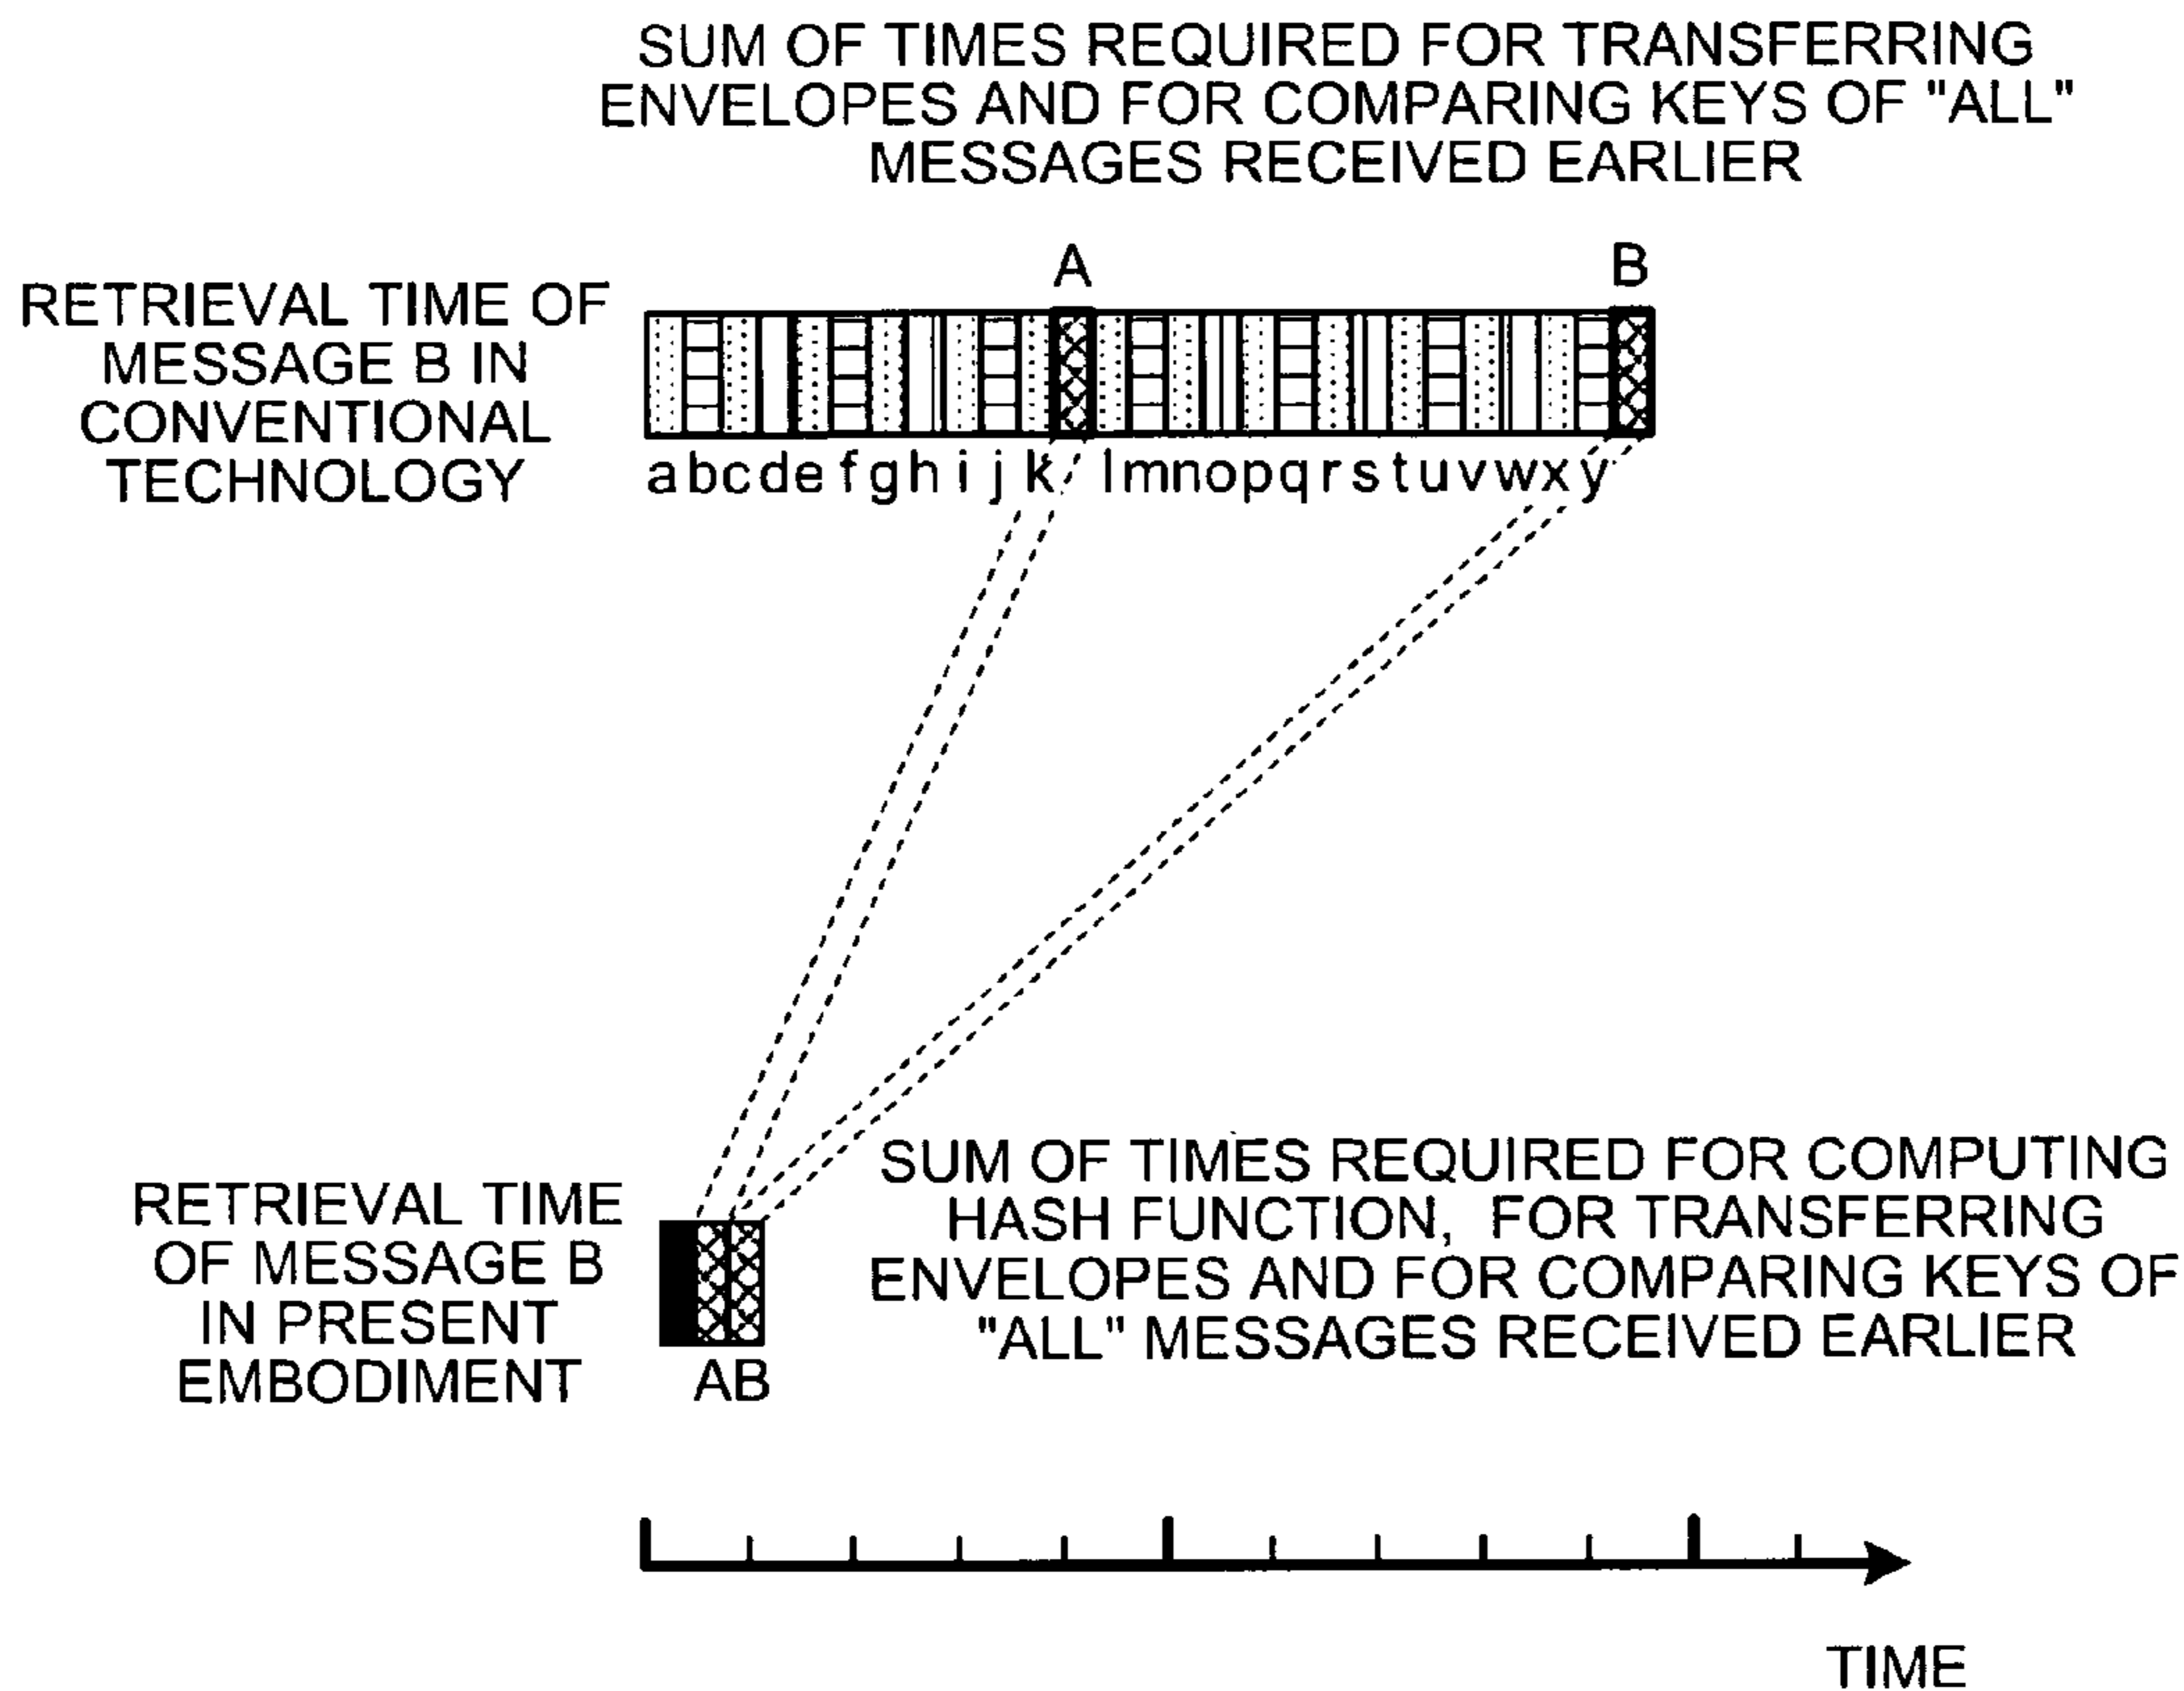 SUM OF TIMES REQUIRED FOR TRANSFERRING
ENVELOPES AND FOR COMPARING KEYS OF "ALL"
MESSAGES RECEIVED EARLIER
A
B
RETRIEVAL TIME OF
MESSAGE B IN
CONVENTIONAL
TECHNOLOGY
abcdefghijk lmnopqrstuvwxy
RETRIEVAL TIME
OF MESSAGE B
IN PRESENT
EMBODIMENT
AB
SUM OF TIMES REQUIRED FOR COMPUTING
HASH FUNCTION, FOR TRANSFERRING
ENVELOPES AND FOR COMPARING KEYS OF
"ALL" MESSAGES RECEIVED EARLIER
TIME